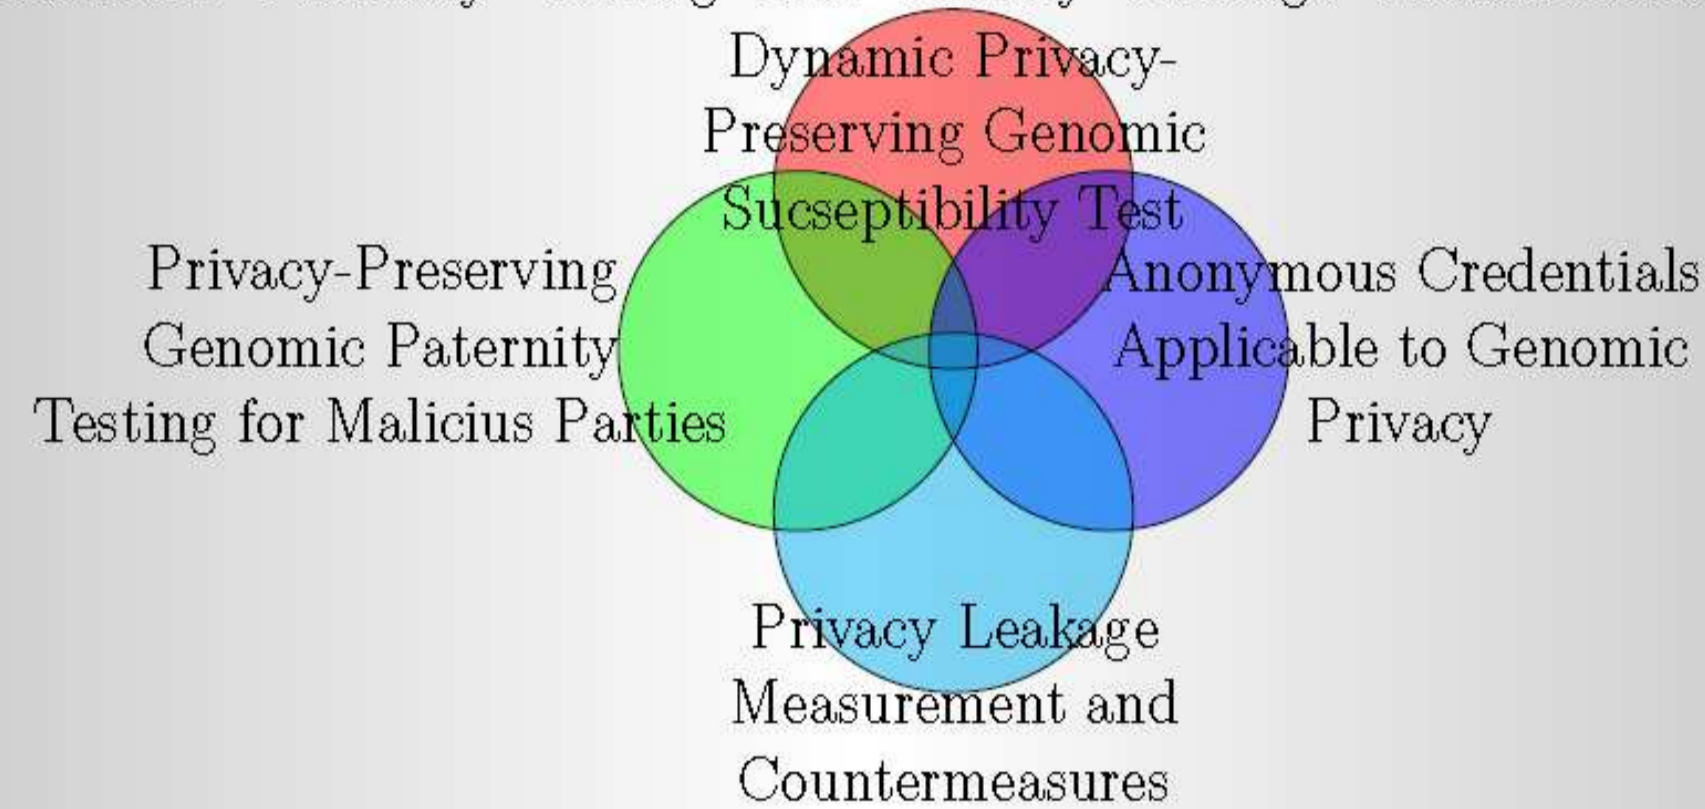 Dynamic Privacy-
Preserving Genomic
Sucseptibility Test
Privacy-Preserving
Genomic Paternity
Testing for Malicius Parties
Anonymous Credentials
Applicable to Genomic
Privacy
Privacy Leakage
Measurement and
Countermeasures